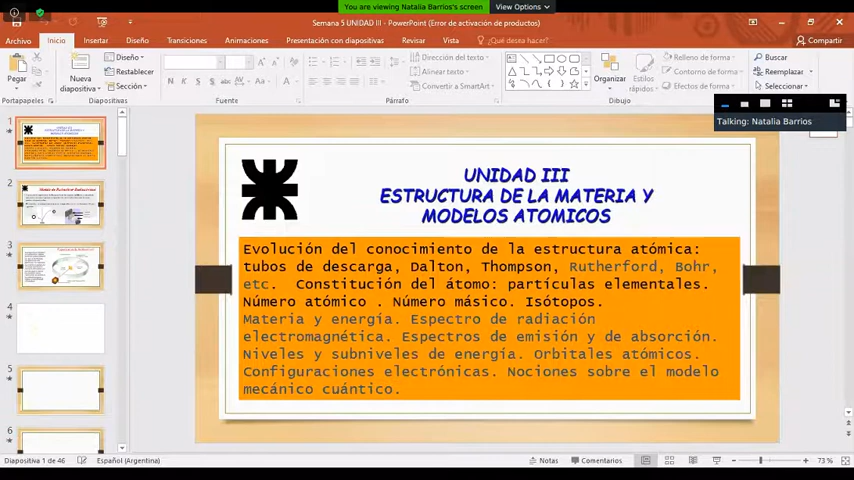 You are viewing Natalia Barrios's screen
View Options
Semana 5 UNIDAD III - PowerPoint (Error de activación de productos)
Archivo Inicio Insertar Diseño Transiciones Animaciones Presentación con diapositivas Revisar Vista ¿Qué desea hacer? Compartir
Pegar
Nueva diapositiva
Diseño
Restablecer
Sección
N K S
Alinear texto
Convertir a SmartArt
Organizar
Estilos rápidos
Relleno de forma
Contorno de forma
Efectos de forma
Buscar
Reemplazar
Seleccionar
Portapapeles Diapositivas Fuente Párrafo Dibujo
Talking: Natalia Barrios
1
2
3
4
5
6
UNIDAD III
ESTRUCTURA DE LA MATERIA Y
MODELOS ATOMICOS
Evolución del conocimiento de la estructura atómica:
tubos de descarga, Dalton, Thompson, Rutherford, Bohr,
etc. Constitución del átomo: partículas elementales.
Número atómico . Número másico. Isótopos.
Materia y energía. Espectro de radiación
electromagnética. Espectros de emisión y de absorción.
Niveles y subniveles de energía. Orbitales atómicos.
Configuraciones electrónicas. Nociones sobre el modelo
mecánico cuántico.
Diapositiva 1 de 46 Español (Argentina) Notas Comentarios 73 %